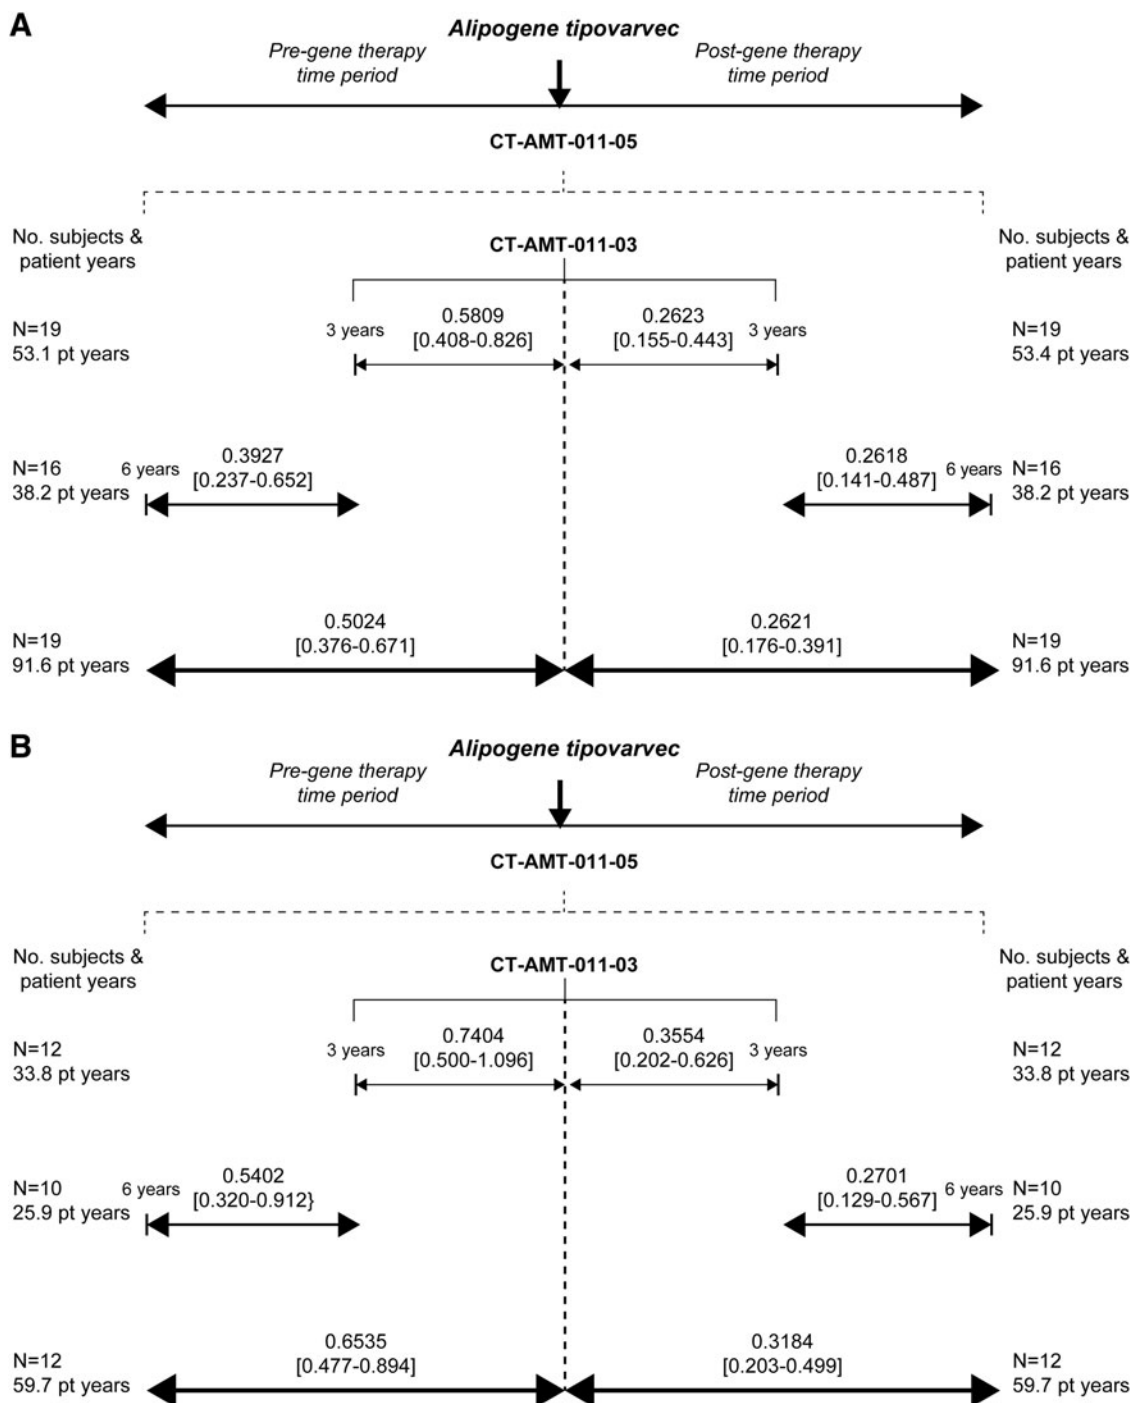 A
Alipogene tipovarvec
Pre-gene therapy
time period
Post-gene therapy
time period
CT-AMT-011-05
No. subjects &
patient years
No. subjects &
patient years
CT-AMT-011-03
N=19
53.1 pt years
3 years
0.5809
[0.408-0.826]
0.2623
[0.155-0.443]
3 years
N=19
53.4 pt years
N=16
38.2 pt years
6 years
0.3927
[0.237-0.652]
0.2618
[0.141-0.487]
6 years
N=16
38.2 pt years
N=19
91.6 pt years
0.5024
[0.376-0.671]
0.2621
[0.176-0.391]
N=19
91.6 pt years
B
Alipogene tipovarvec
Pre-gene therapy
time period
Post-gene therapy
time period
CT-AMT-011-05
No. subjects &
patient years
No. subjects &
patient years
CT-AMT-011-03
N=12
33.8 pt years
3 years
0.7404
[0.500-1.096]
0.3554
[0.202-0.626]
3 years
N=12
33.8 pt years
N=10
25.9 pt years
6 years
0.5402
[0.320-0.912}
0.2701
[0.129-0.567]
6 years
N=10
25.9 pt years
N=12
59.7 pt years
0.6535
[0.477-0.894]
0.3184
[0.203-0.499]
N=12
59.7 pt years